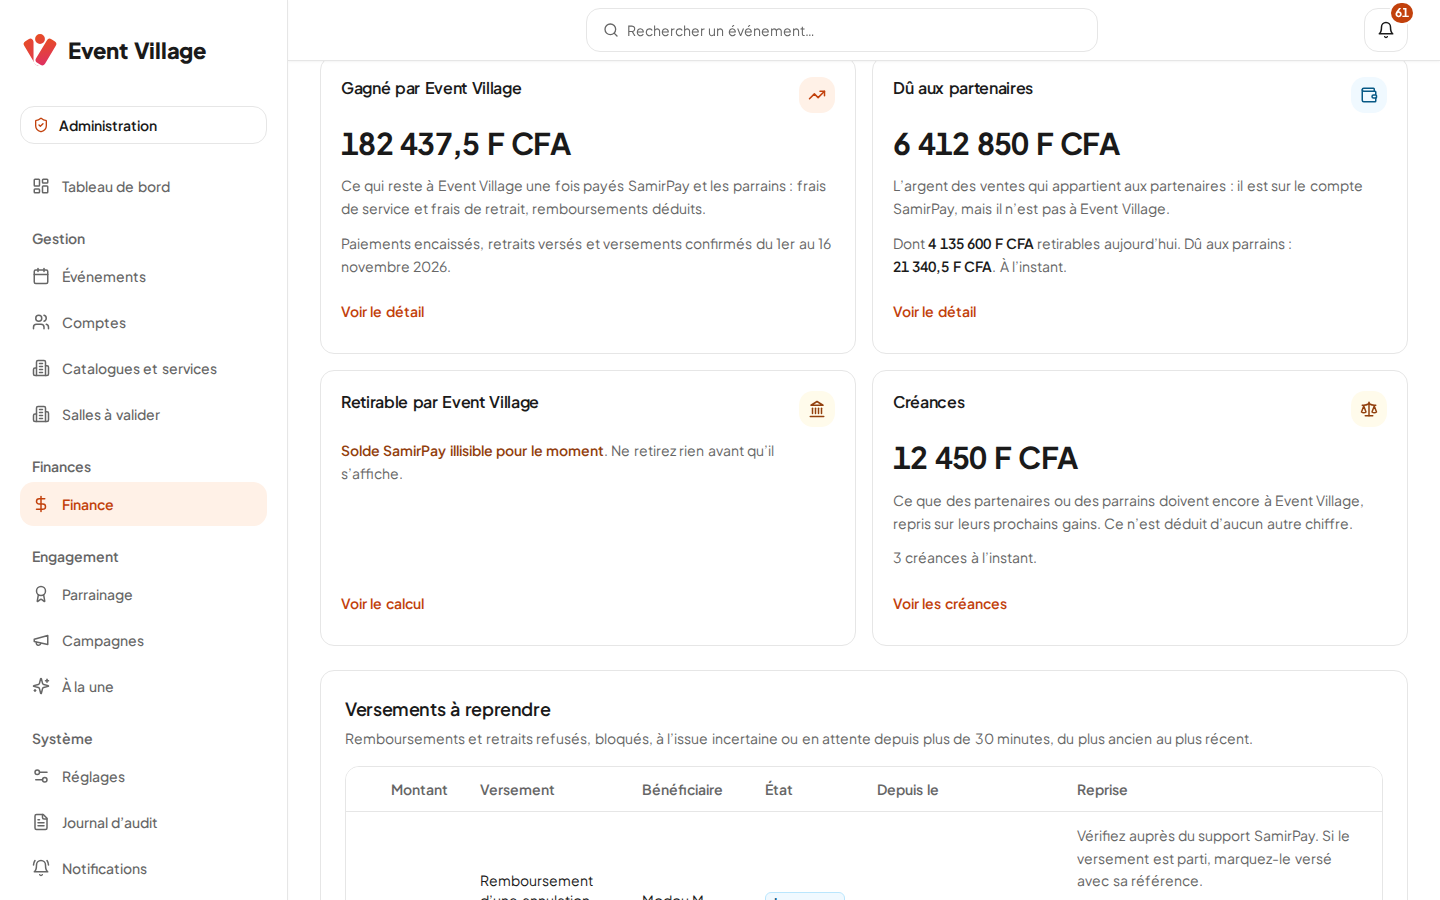 Event Village
Rechercher un événement…
61
Administration
Tableau de bord
Gestion
Événements
Comptes
Catalogues et services
Salles à valider
Finances
Finance
Engagement
Parrainage
Campagnes
À la une
Système
Réglages
Journal d’audit
Notifications
Gagné par Event Village
182 437,5 F CFA
Ce qui reste à Event Village une fois payés SamirPay et les parrains : frais
de service et frais de retrait, remboursements déduits.
Paiements encaissés, retraits versés et versements confirmés du 1er au 16
novembre 2026.
Voir le détail
Dû aux partenaires
6 412 850 F CFA
L’argent des ventes qui appartient aux partenaires : il est sur le compte
SamirPay, mais il n’est pas à Event Village.
Dont 4 135 600 F CFA retirables aujourd’hui. Dû aux parrains :
21 340,5 F CFA. À l’instant.
Voir le détail
Retirable par Event Village
Solde SamirPay illisible pour le moment. Ne retirez rien avant qu’il
s’affiche.
Voir le calcul
Créances
12 450 F CFA
Ce que des partenaires ou des parrains doivent encore à Event Village,
repris sur leurs prochains gains. Ce n’est déduit d’aucun autre chiffre.
3 créances à l’instant.
Voir les créances
Versements à reprendre
Remboursements et retraits refusés, bloqués, à l’issue incertaine ou en attente depuis plus de 30 minutes, du plus ancien au plus récent.
Montant Versement Bénéficiaire État Depuis le Reprise
Vérifiez auprès du support SamirPay. Si le
versement est parti, marquez-le versé
avec sa référence.
Remboursement